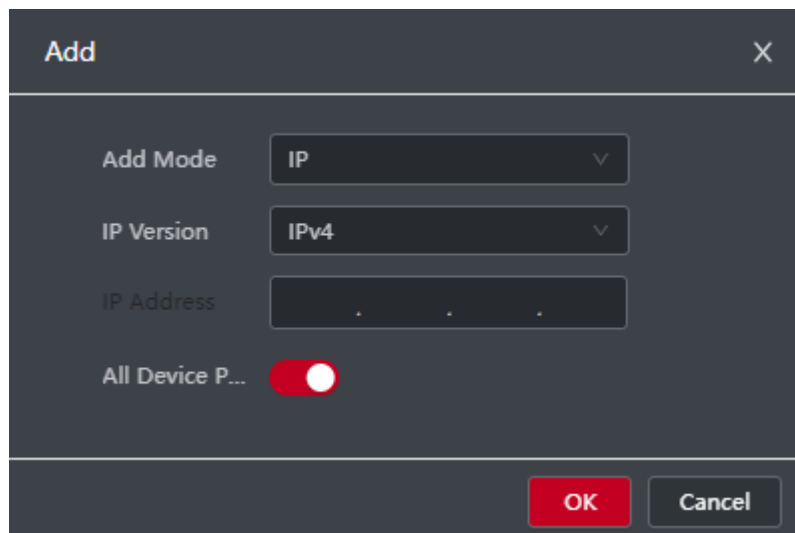 Add
Add Mode IP
IP Version IPv4
IP Address . . .
All Device P...
OK Cancel